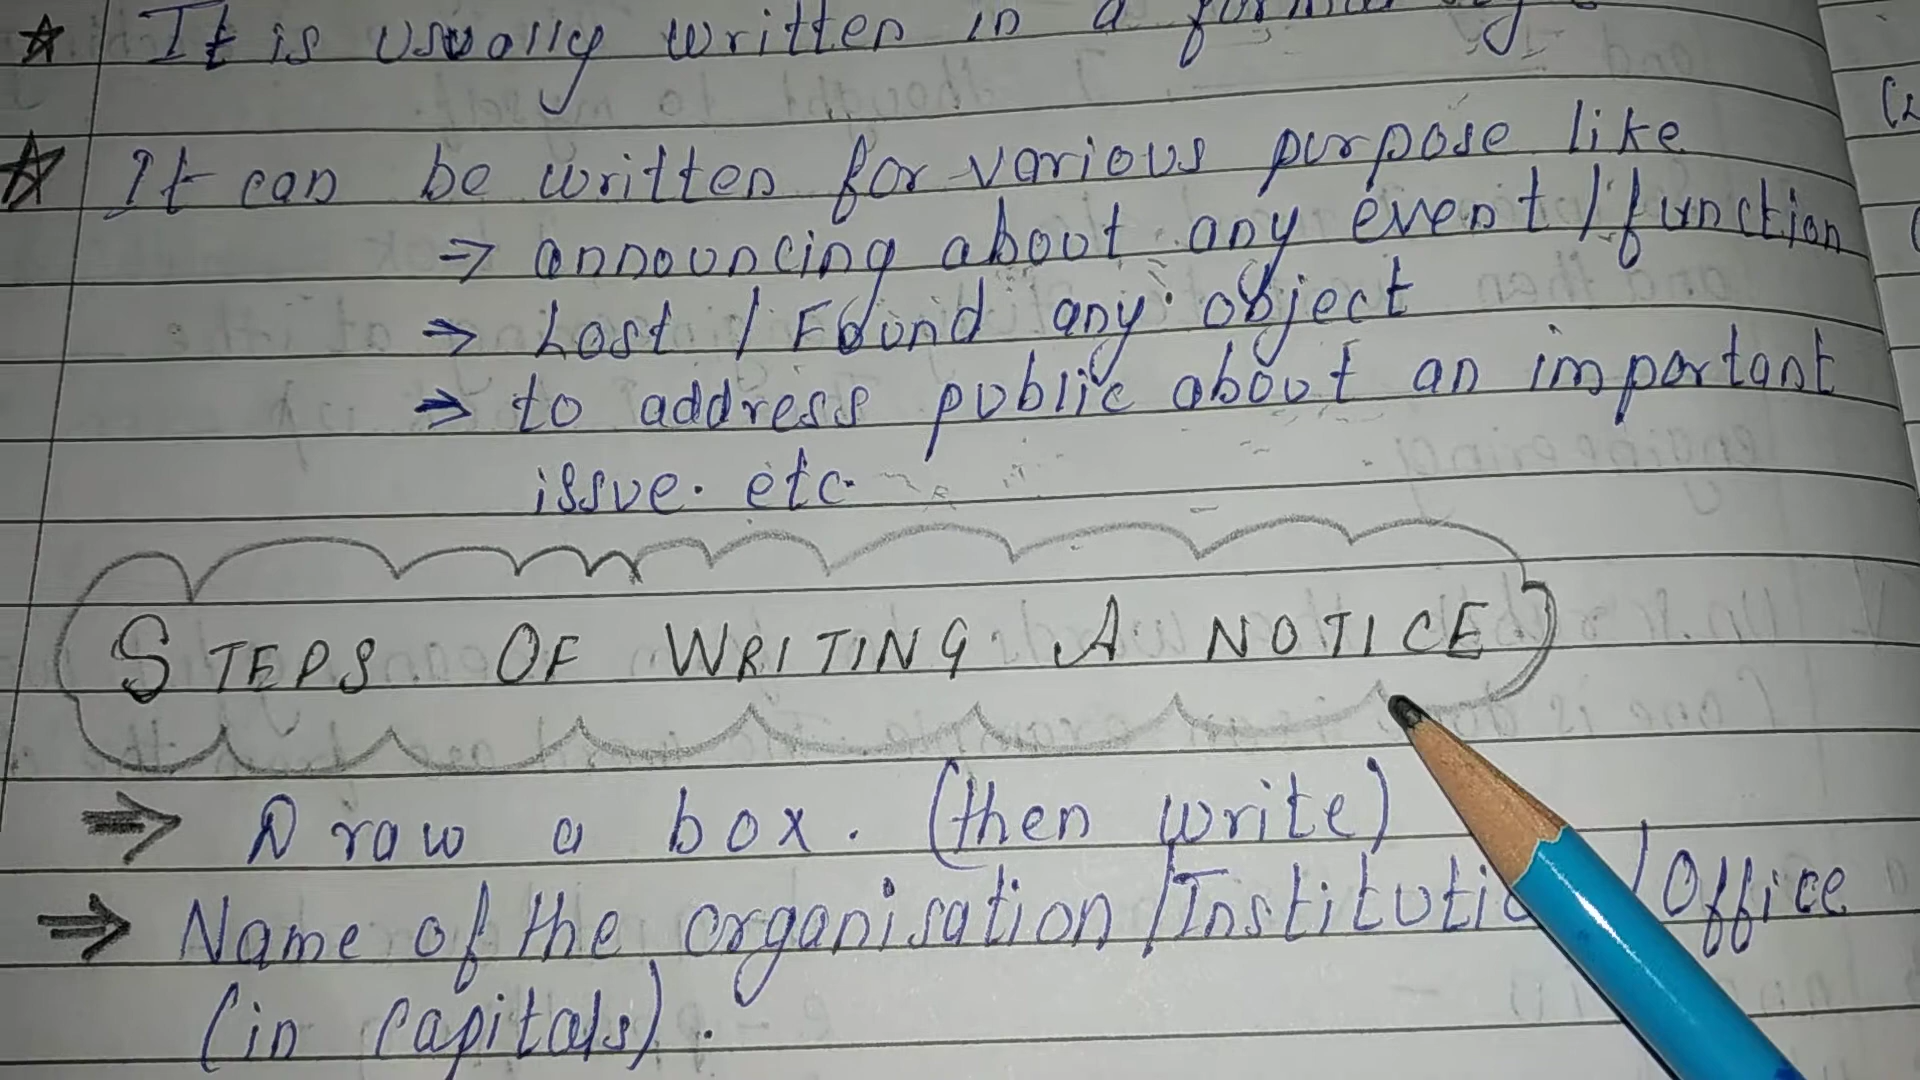 ☆ It is usually written in a formal
☆ It can be written for various purpose like
⇒ announcing about any event / function
⇒ Lost / Found any object
⇒ to address public about an important
issue. etc.
STEPS OF WRITING A NOTICE
⇒ Draw a box. (then write)
⇒ Name of the organisation / Institution / Office
(in capitals).